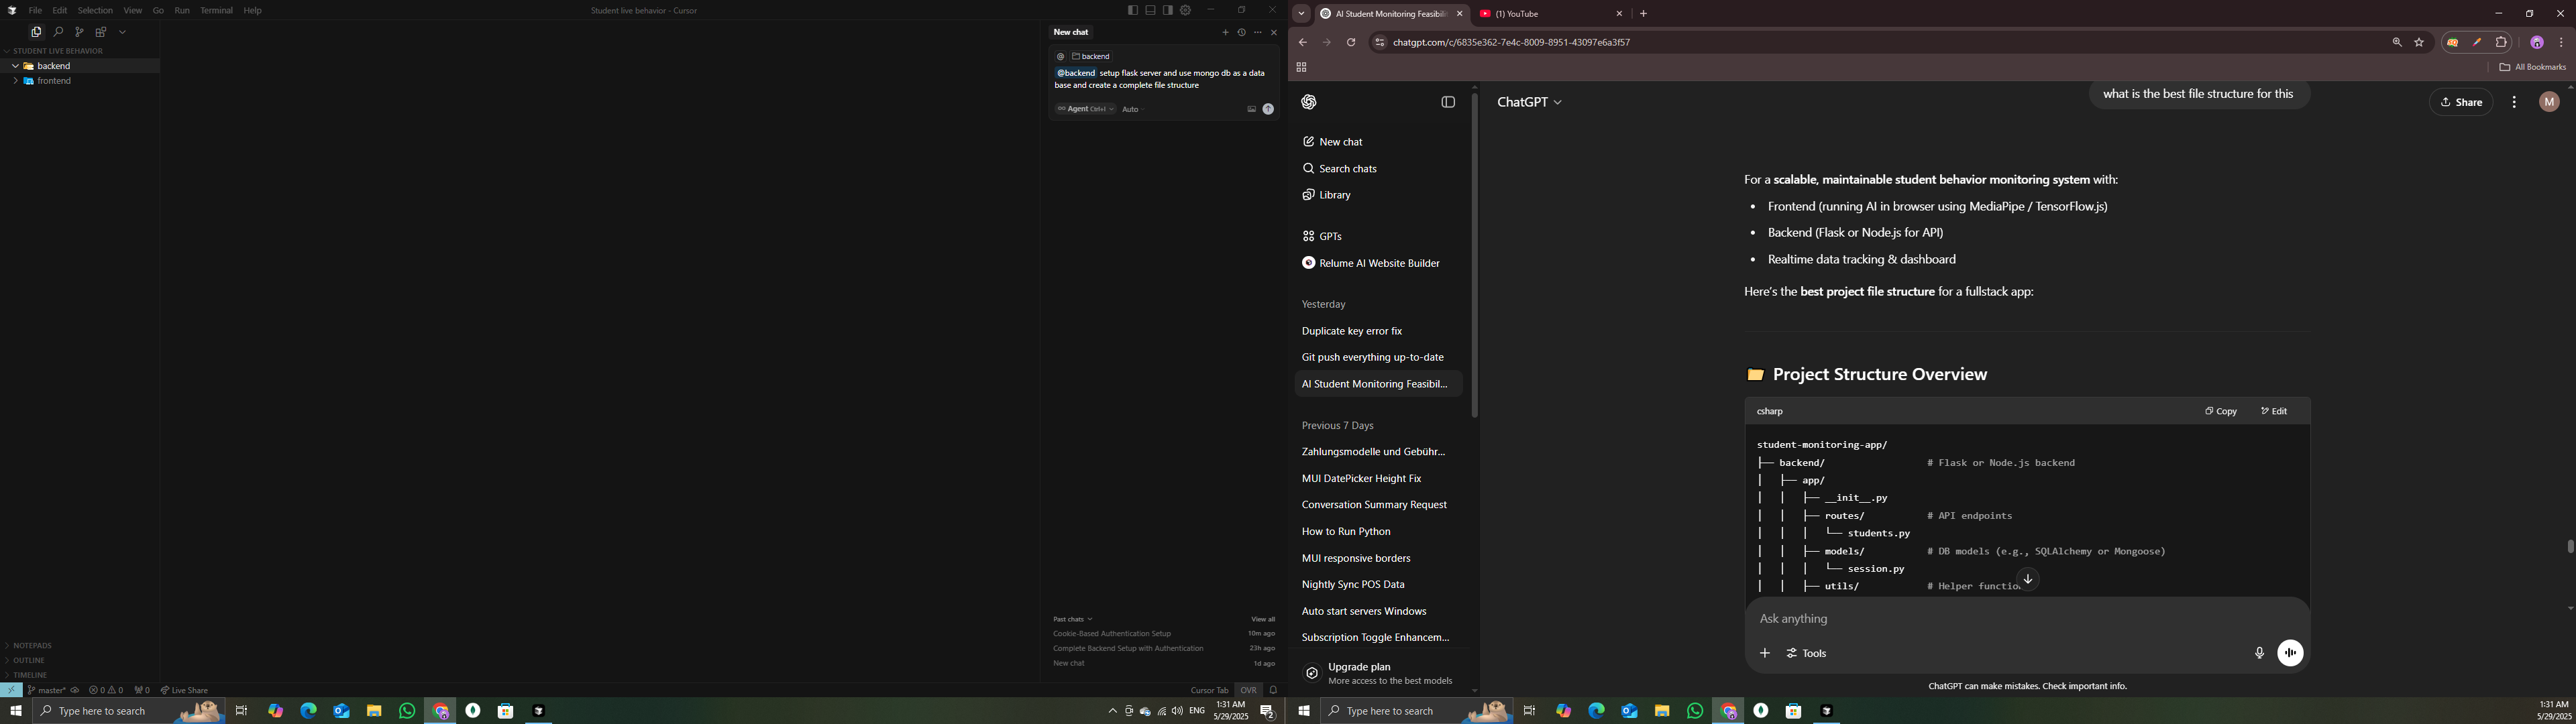 File Edit Selection View Go Run Terminal Help
Student live behavior - Cursor
STUDENT LIVE BEHAVIOR
backend
frontend
NOTEPADS
OUTLINE
TIMELINE
New chat
@ backend
@backend setup flask server and use mongo db as a data
base and create a complete file structure
Agent Ctrl+I Auto
Past chats View all
Cookie-Based Authentication Setup 10m ago
Complete Backend Setup with Authentication 23h ago
New chat 1d ago
master* 0 0 0 Live Share
Cursor Tab OVR
Type here to search
ENG
1:31 AM
5/29/2025
2
AI Student Monitoring Feasibili
(1) YouTube
chatgpt.com/c/6835e362-7e4c-8009-8951-43097e6a3f57
All Bookmarks
New chat
Search chats
Library
GPTs
Relume AI Website Builder
Yesterday
Duplicate key error fix
Git push everything up-to-date
AI Student Monitoring Feasibil...
Previous 7 Days
Zahlungsmodelle und Gebühr...
MUI DatePicker Height Fix
Conversation Summary Request
How to Run Python
MUI responsive borders
Nightly Sync POS Data
Auto start servers Windows
Subscription Toggle Enhancem...
Upgrade plan
More access to the best models
ChatGPT
Share
M
what is the best file structure for this
For a scalable, maintainable student behavior monitoring system with:
• Frontend (running AI in browser using MediaPipe / TensorFlow.js)
• Backend (Flask or Node.js for API)
• Realtime data tracking & dashboard
Here's the best project file structure for a fullstack app:
Project Structure Overview
csharp Copy Edit
student-monitoring-app/
├── backend/ # Flask or Node.js backend
│ ├── app/
│ │ ├── __init__.py
│ │ ├── routes/ # API endpoints
│ │ │ └── students.py
│ │ ├── models/ # DB models (e.g., SQLAlchemy or Mongoose)
│ │ │ └── session.py
│ │ ├── utils/ # Helper function
Ask anything
Tools
ChatGPT can make mistakes. Check important info.
Type here to search
1:31 AM
5/29/2025